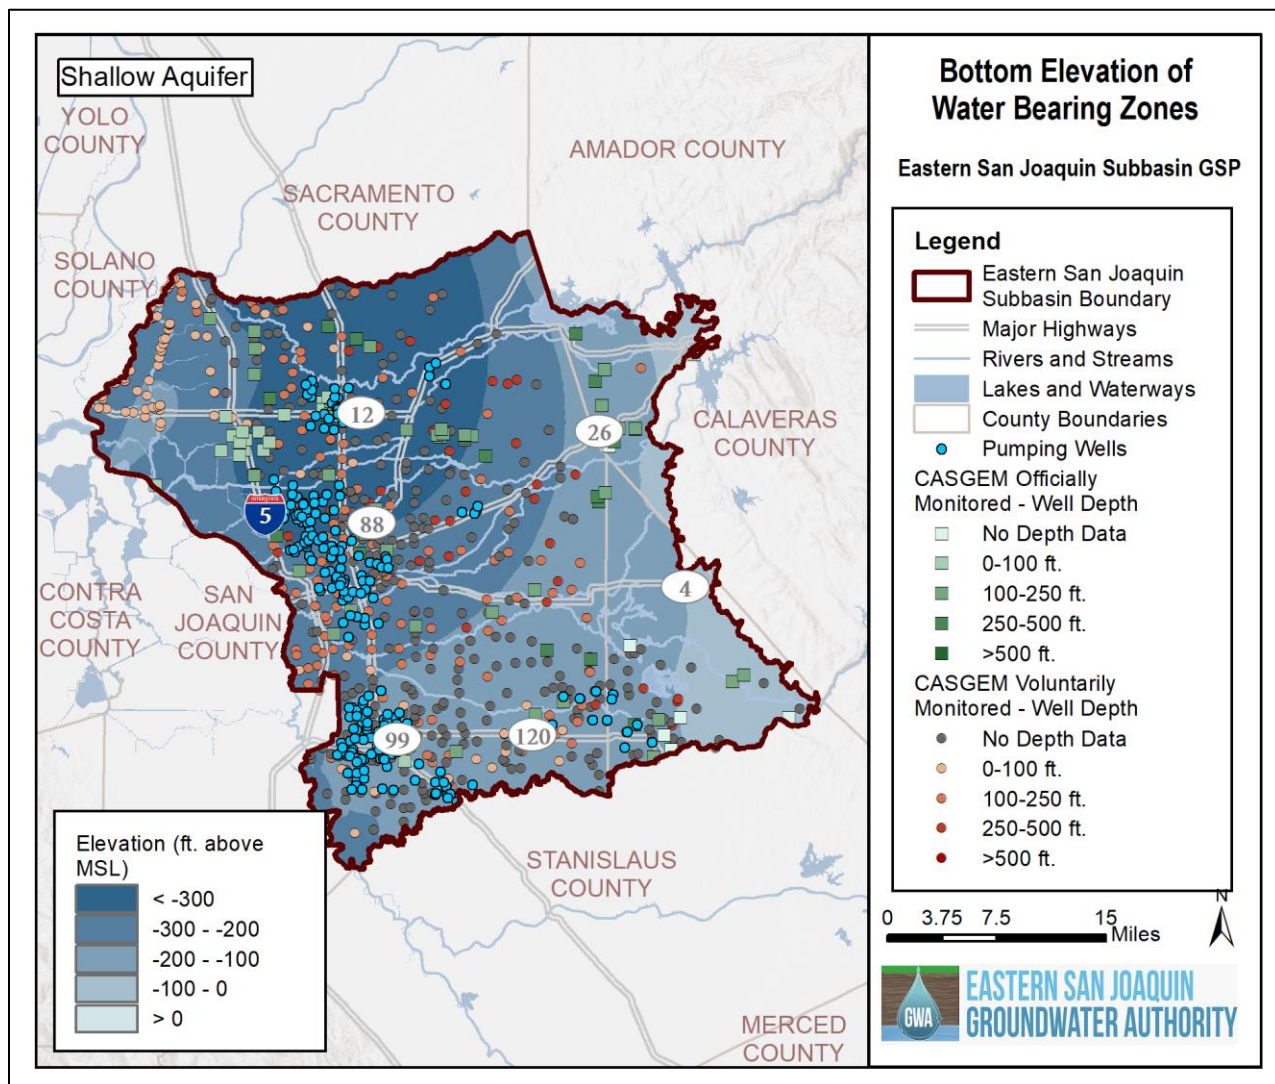 Shallow Aquifer
YOLO
COUNTY
AMADOR COUNTY
SACRAMENTO
COUNTY
SOLANO
COUNTY
12
26
CALAVERAS
COUNTY
INTERSTATE
5
88
4
CONTRA
COSTA
COUNTY
SAN
JOAQUIN
COUNTY
99
120
STANISLAUS
COUNTY
MERCED
COUNTY
Elevation (ft. above
MSL)
< -300
-300 - -200
-200 - -100
-100 - 0
> 0
Bottom Elevation of
Water Bearing Zones
Eastern San Joaquin Subbasin GSP
Legend
Eastern San Joaquin
Subbasin Boundary
Major Highways
Rivers and Streams
Lakes and Waterways
County Boundaries
Pumping Wells
CASGEM Officially
Monitored - Well Depth
No Depth Data
0-100 ft.
100-250 ft.
250-500 ft.
>500 ft.
CASGEM Voluntarily
Monitored - Well Depth
No Depth Data
0-100 ft.
100-250 ft.
250-500 ft.
>500 ft.
N
0 3.75 7.5 15
Miles
GWA
EASTERN SAN JOAQUIN
GROUNDWATER AUTHORITY